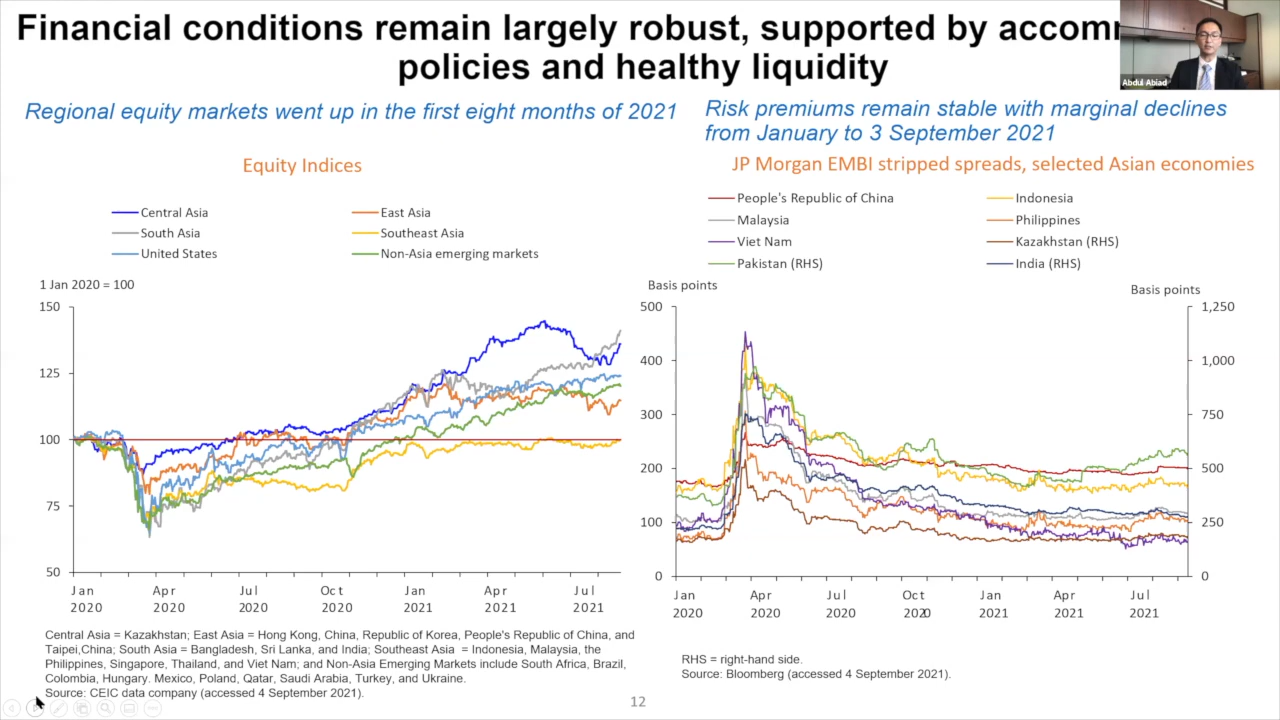 Financial conditions remain largely robust, supported by accomm
policies and healthy liquidity
Abdul Abiad
Regional equity markets went up in the first eight months of 2021
Risk premiums remain stable with marginal declines
from January to 3 September 2021
Equity Indices
Central Asia
East Asia
South Asia
Southeast Asia
United States
Non-Asia emerging markets
1 Jan 2020 = 100
150
125
100
75
50
Jan 2020
Apr 2020
Jul 2020
Oct 2020
Jan 2021
Apr 2021
Jul 2021
Central Asia = Kazakhstan; East Asia = Hong Kong, China, Republic of Korea, People's Republic of China, and
Taipei,China; South Asia = Bangladesh, Sri Lanka, and India; Southeast Asia = Indonesia, Malaysia, the
Philippines, Singapore, Thailand, and Viet Nam; and Non-Asia Emerging Markets include South Africa, Brazil,
Colombia, Hungary. Mexico, Poland, Qatar, Saudi Arabia, Turkey, and Ukraine.
Source: CEIC data company (accessed 4 September 2021).
JP Morgan EMBI stripped spreads, selected Asian economies
People's Republic of China
Indonesia
Malaysia
Philippines
Viet Nam
Kazakhstan (RHS)
Pakistan (RHS)
India (RHS)
Basis points
Basis points
500
400
300
200
100
0
1,250
1,000
750
500
250
0
Jan 2020
Apr 2020
Jul 2020
Oct 2020
Jan 2021
Apr 2021
Jul 2021
RHS = right-hand side.
Source: Bloomberg (accessed 4 September 2021).
12